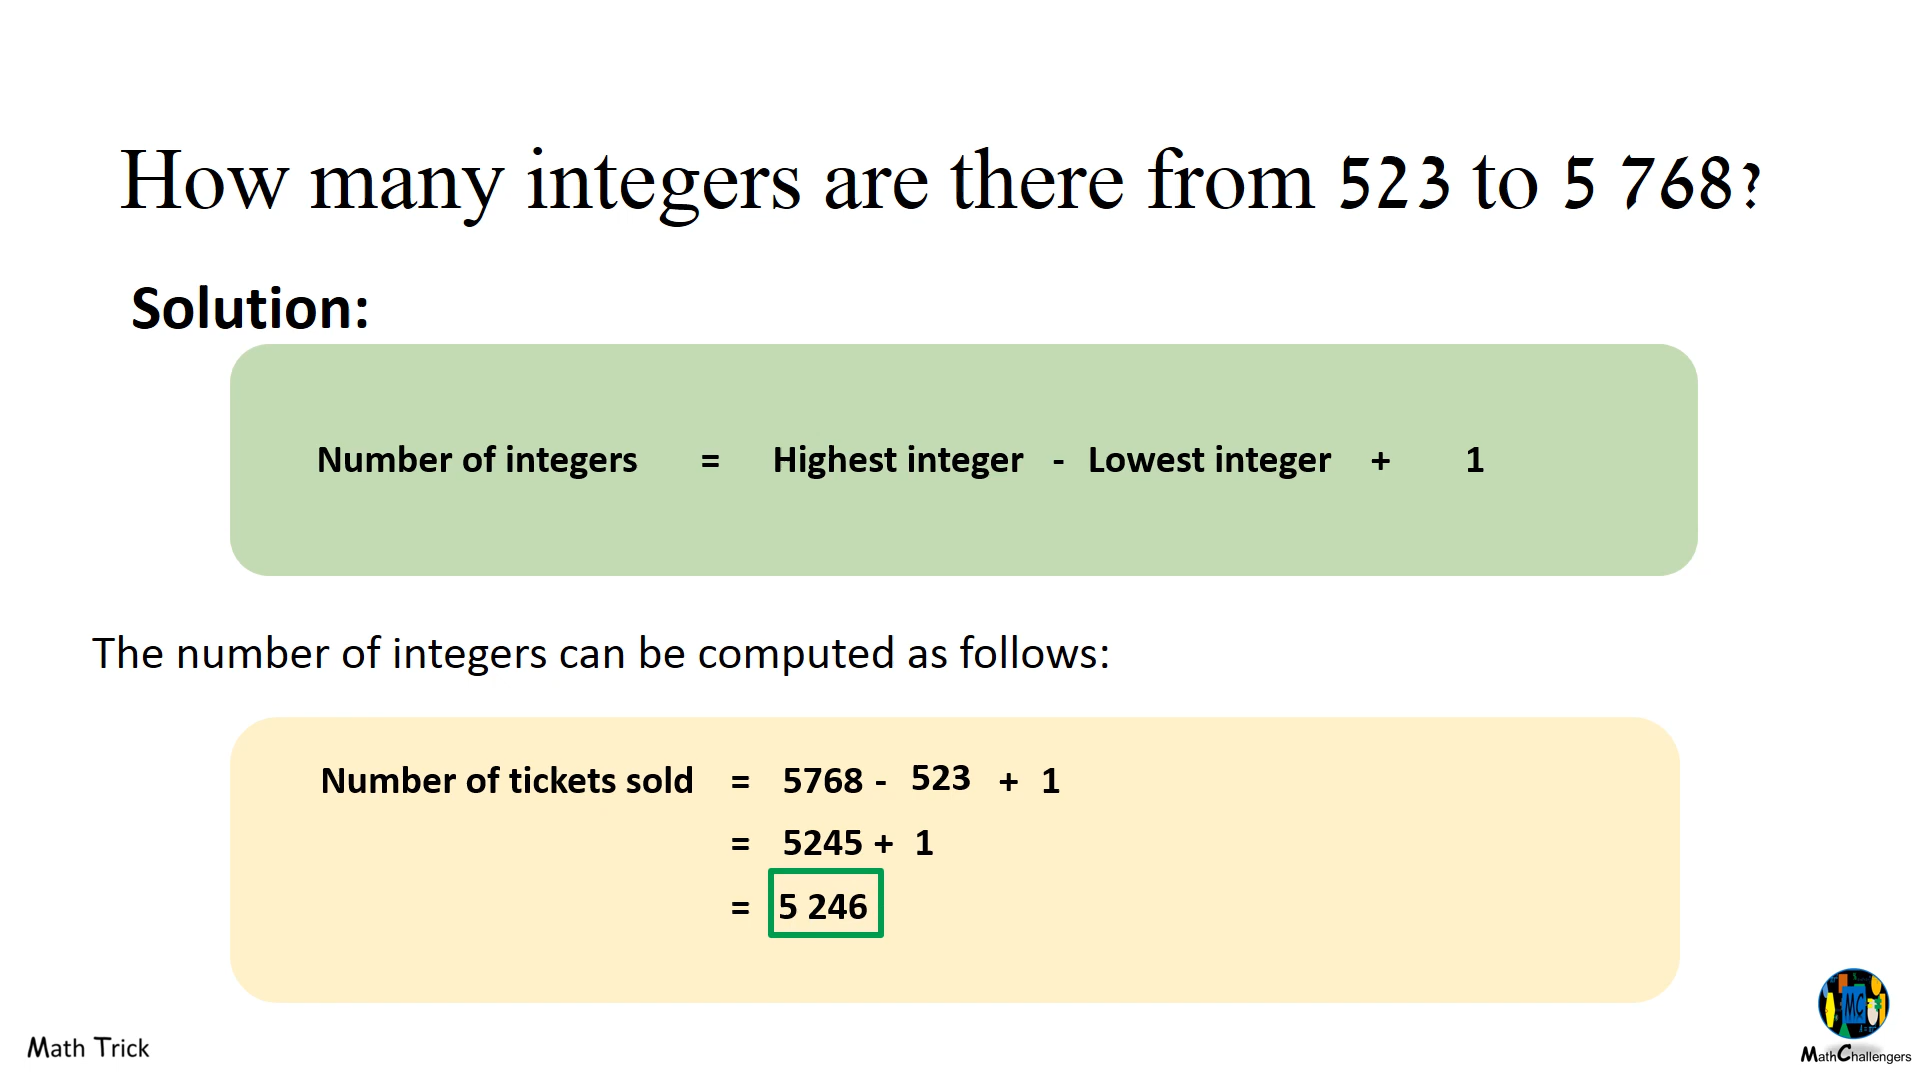 How many integers are there from 523 to 5 768?
Solution:
Number of integers = Highest integer - Lowest integer + 1
The number of integers can be computed as follows:
Number of tickets sold = 5768 - 523 + 1
= 5245 + 1
= 5 246
MC
Math Trick
MathChallengers